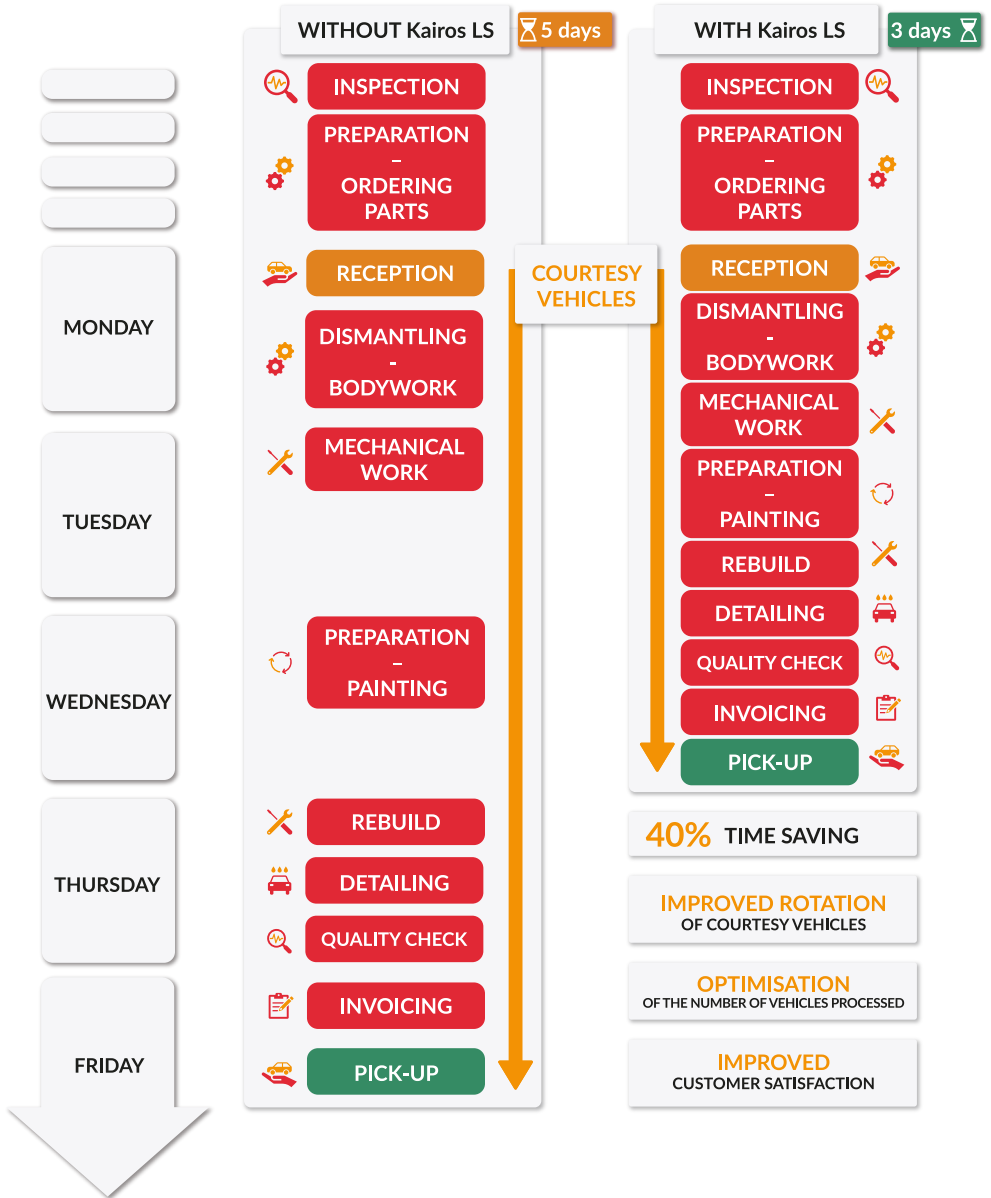 WITHOUT Kairos LS
5 days
WITH Kairos LS
3 days
MONDAY
TUESDAY
WEDNESDAY
THURSDAY
FRIDAY
INSPECTION
PREPARATION
–
ORDERING
PARTS
RECEPTION
DISMANTLING
-
BODYWORK
MECHANICAL
WORK
PREPARATION
–
PAINTING
REBUILD
DETAILING
QUALITY CHECK
INVOICING
PICK-UP
COURTESY
VEHICLES
INSPECTION
PREPARATION
–
ORDERING
PARTS
RECEPTION
DISMANTLING
-
BODYWORK
MECHANICAL
WORK
PREPARATION
–
PAINTING
REBUILD
DETAILING
QUALITY CHECK
INVOICING
PICK-UP
40% TIME SAVING
IMPROVED ROTATION
OF COURTESY VEHICLES
OPTIMISATION
OF THE NUMBER OF VEHICLES PROCESSED
IMPROVED
CUSTOMER SATISFACTION